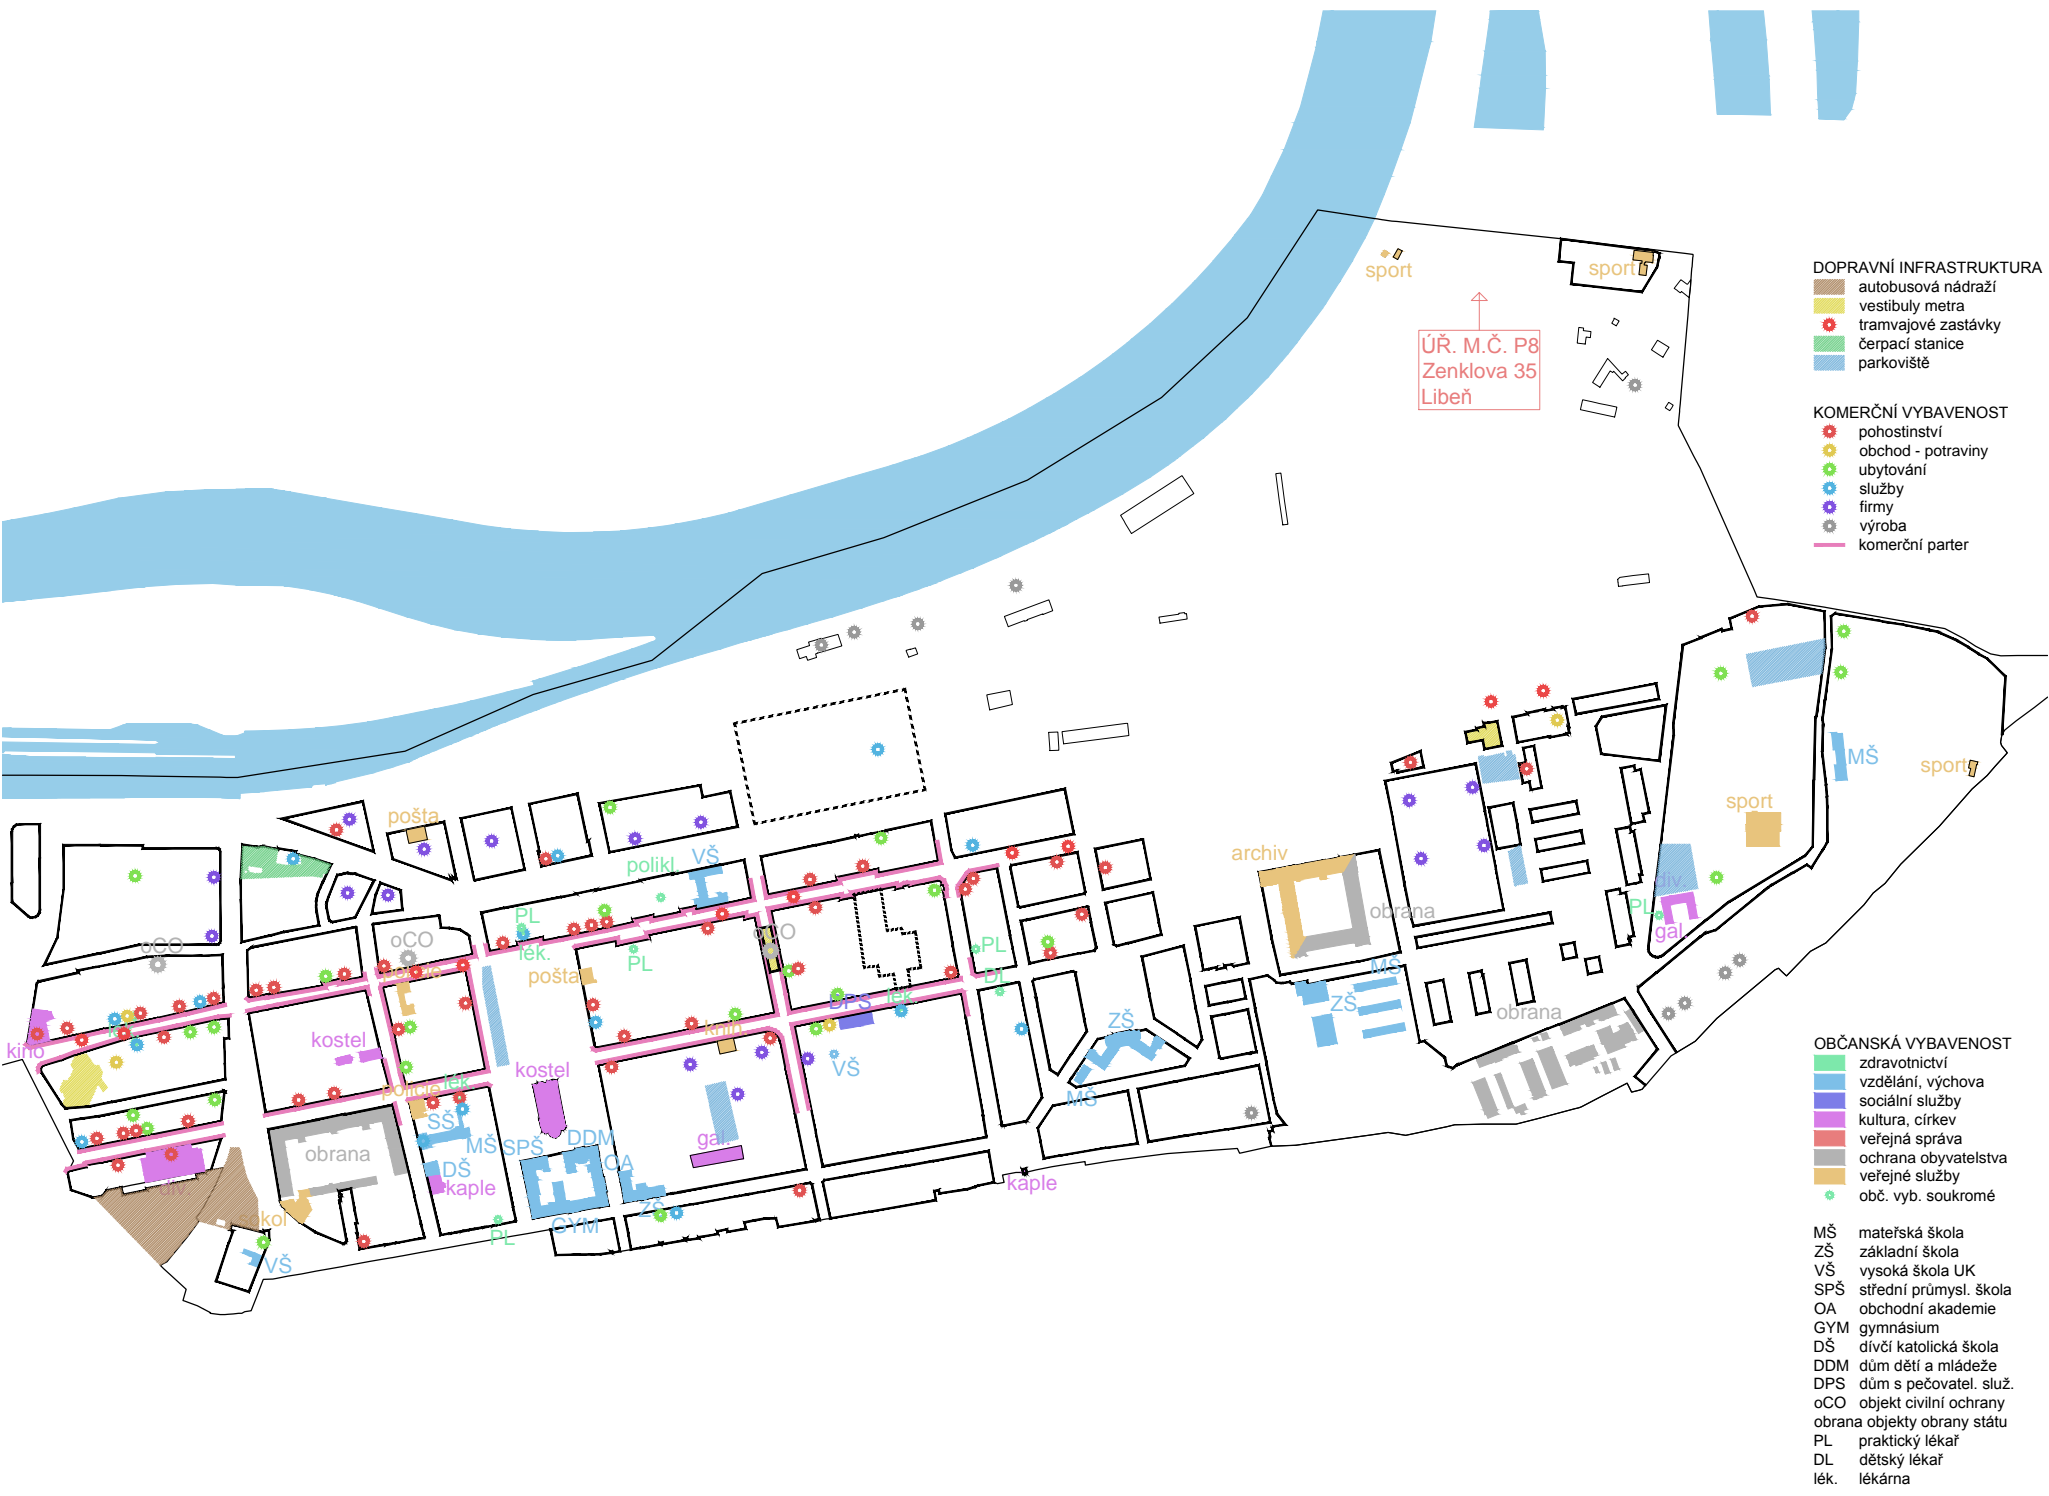 sport
sport
ÚŘ. M.Č. P8
Zenklova 35
Libeň
DOPRAVNÍ INFRASTRUKTURA
autobusová nádraží
vestibuly metra
tramvajové zastávky
čerpací stanice
parkoviště
KOMERČNÍ VYBAVENOST
pohostinství
obchod - potraviny
ubytování
služby
firmy
výroba
komerční parter
MŠ
sport
sport
pošta
polikl.
VŠ
archiv
div.
PL
gal.
obrana
PL
lék.
oCO
oCO
oCO
policie
pošta
PL
PL
DL
MŠ
ZŠ
obrana
DPS
lék.
kino
kostel
knih.
ZŠ
VŠ
kostel
policie
lék.
MŠ
SŠ
MŠ
SPŠ
DDM
OA
gal.
obrana
DŠ
kaple
kaple
div.
sokol
ZŠ
GYM
PL
VŠ
OBČANSKÁ VYBAVENOST
zdravotnictví
vzdělání, výchova
sociální služby
kultura, církev
veřejná správa
ochrana obyvatelstva
veřejné služby
obč. vyb. soukromé
MŠ mateřská škola
ZŠ základní škola
VŠ vysoká škola UK
SPŠ střední průmysl. škola
OA obchodní akademie
GYM gymnásium
DŠ dívčí katolická škola
DDM dům dětí a mládeže
DPS dům s pečovatel. služ.
oCO objekt civilní ochrany
obrana objekty obrany státu
PL praktický lékař
DL dětský lékař
lék. lékárna